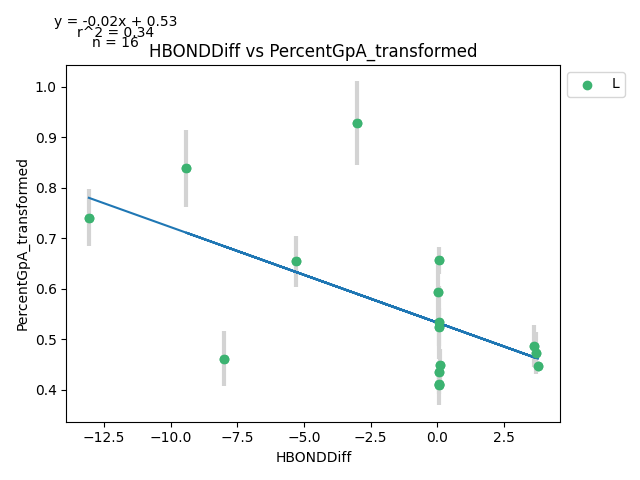 y = -0.02x + 0.53
r^2 = 0.34
n = 16
HBONDDiff vs PercentGpA_transformed
L
1.0
0.9
0.8
0.7
0.6
0.5
0.4
PercentGpA_transformed
−12.5 −10.0 −7.5 −5.0 −2.5 0.0 2.5
HBONDDiff